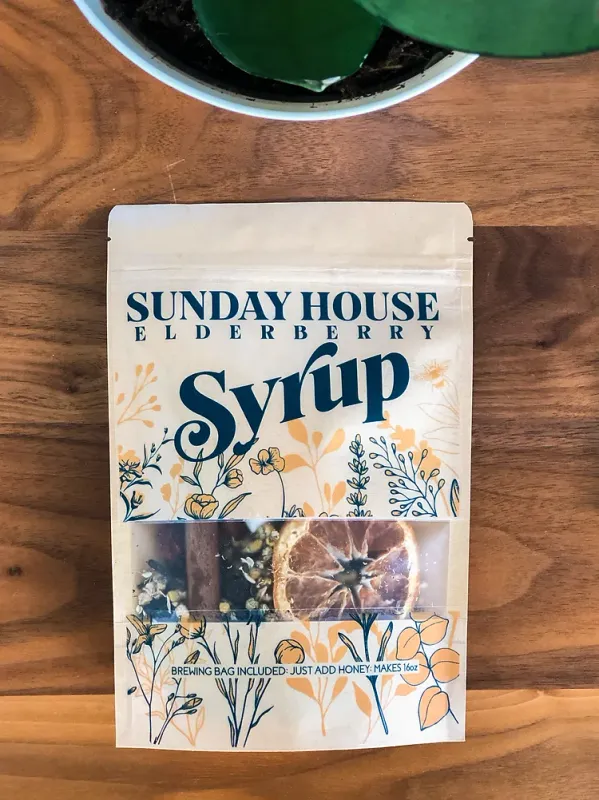 SUNDAY HOUSE
ELDERBERRY
Syrup
BREWING BAG INCLUDED: JUST ADD HONEY: MAKES 16oz